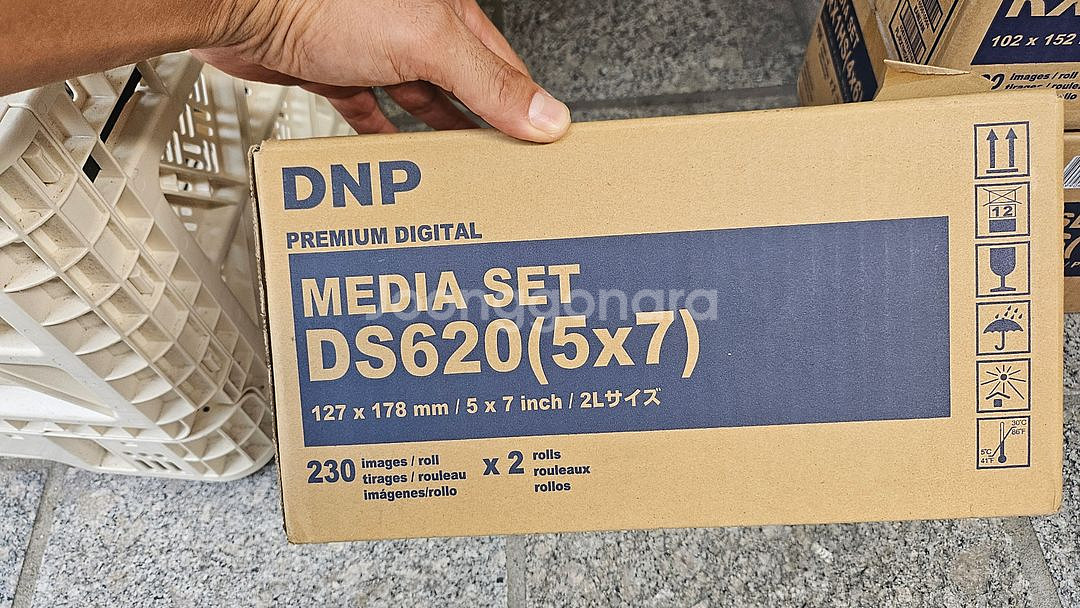 DNP
PREMIUM DIGITAL
MEDIA SET
DS620(5x7)
127 x 178 mm / 5 x 7 inch / 2Lサイズ
230 images / roll
tirages / rouleau
imágenes/rollo
x 2 rolls
rouleaux
rollos
12
30°C
86°F
5°C
41°F
Joonggonara
102 x 152
images / roll